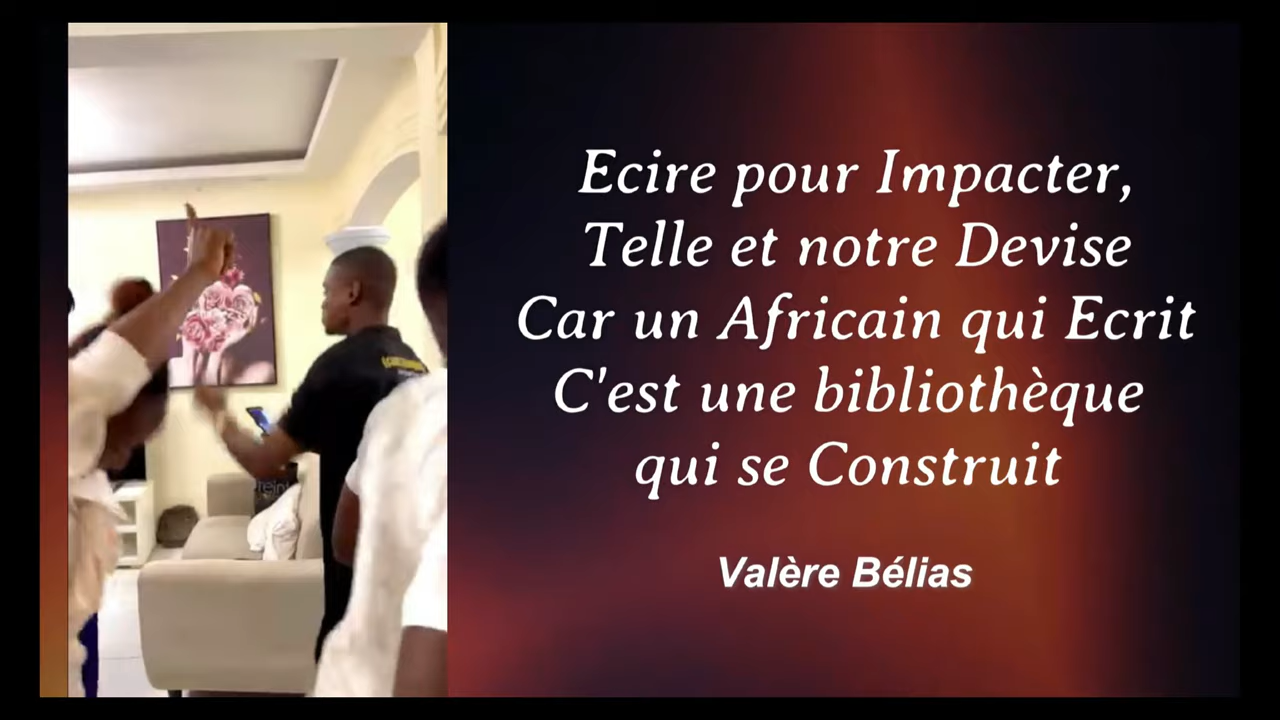 Ecire pour Impacter,
Telle et notre Devise
Car un Africain qui Ecrit
C'est une bibliothèque
qui se Construit
Valère Bélias